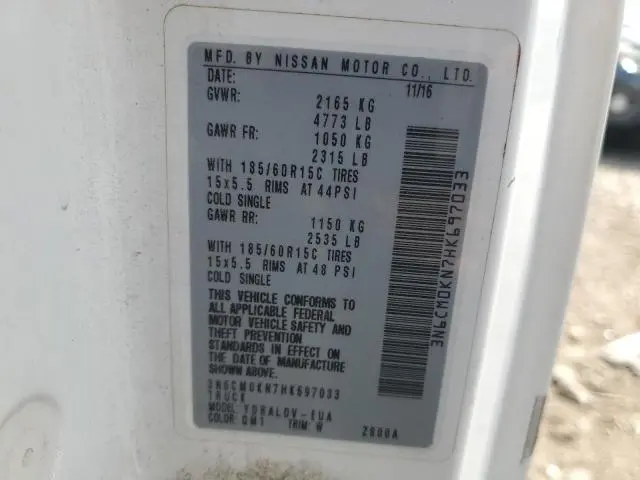 MFD. BY NISSAN MOTOR CO., LTD.
DATE: 11/16
GVWR: 2165 KG
4773 LB
GAWR FR: 1050 KG
2315 LB
WITH 185/60R15C TIRES
15x5.5 RIMS AT 44PSI
COLD SINGLE
GAWR RR: 1150 KG
2535 LB
WITH 185/60R15C TIRES
15x5.5 RIMS AT 48 PSI
COLD SINGLE
THIS VEHICLE CONFORMS TO
ALL APPLICABLE FEDERAL
MOTOR VEHICLE SAFETY AND
THEFT PREVENTION
STANDARDS IN EFFECT ON
THE DATE OF MANUFACTURE
SHOWN ABOVE.
3N6CM0KN7HK697033
TRUCK
MODEL: YDRALOV-EUA
COLOR: QM1 TRIM: W
3N6CM0KN7HK697033